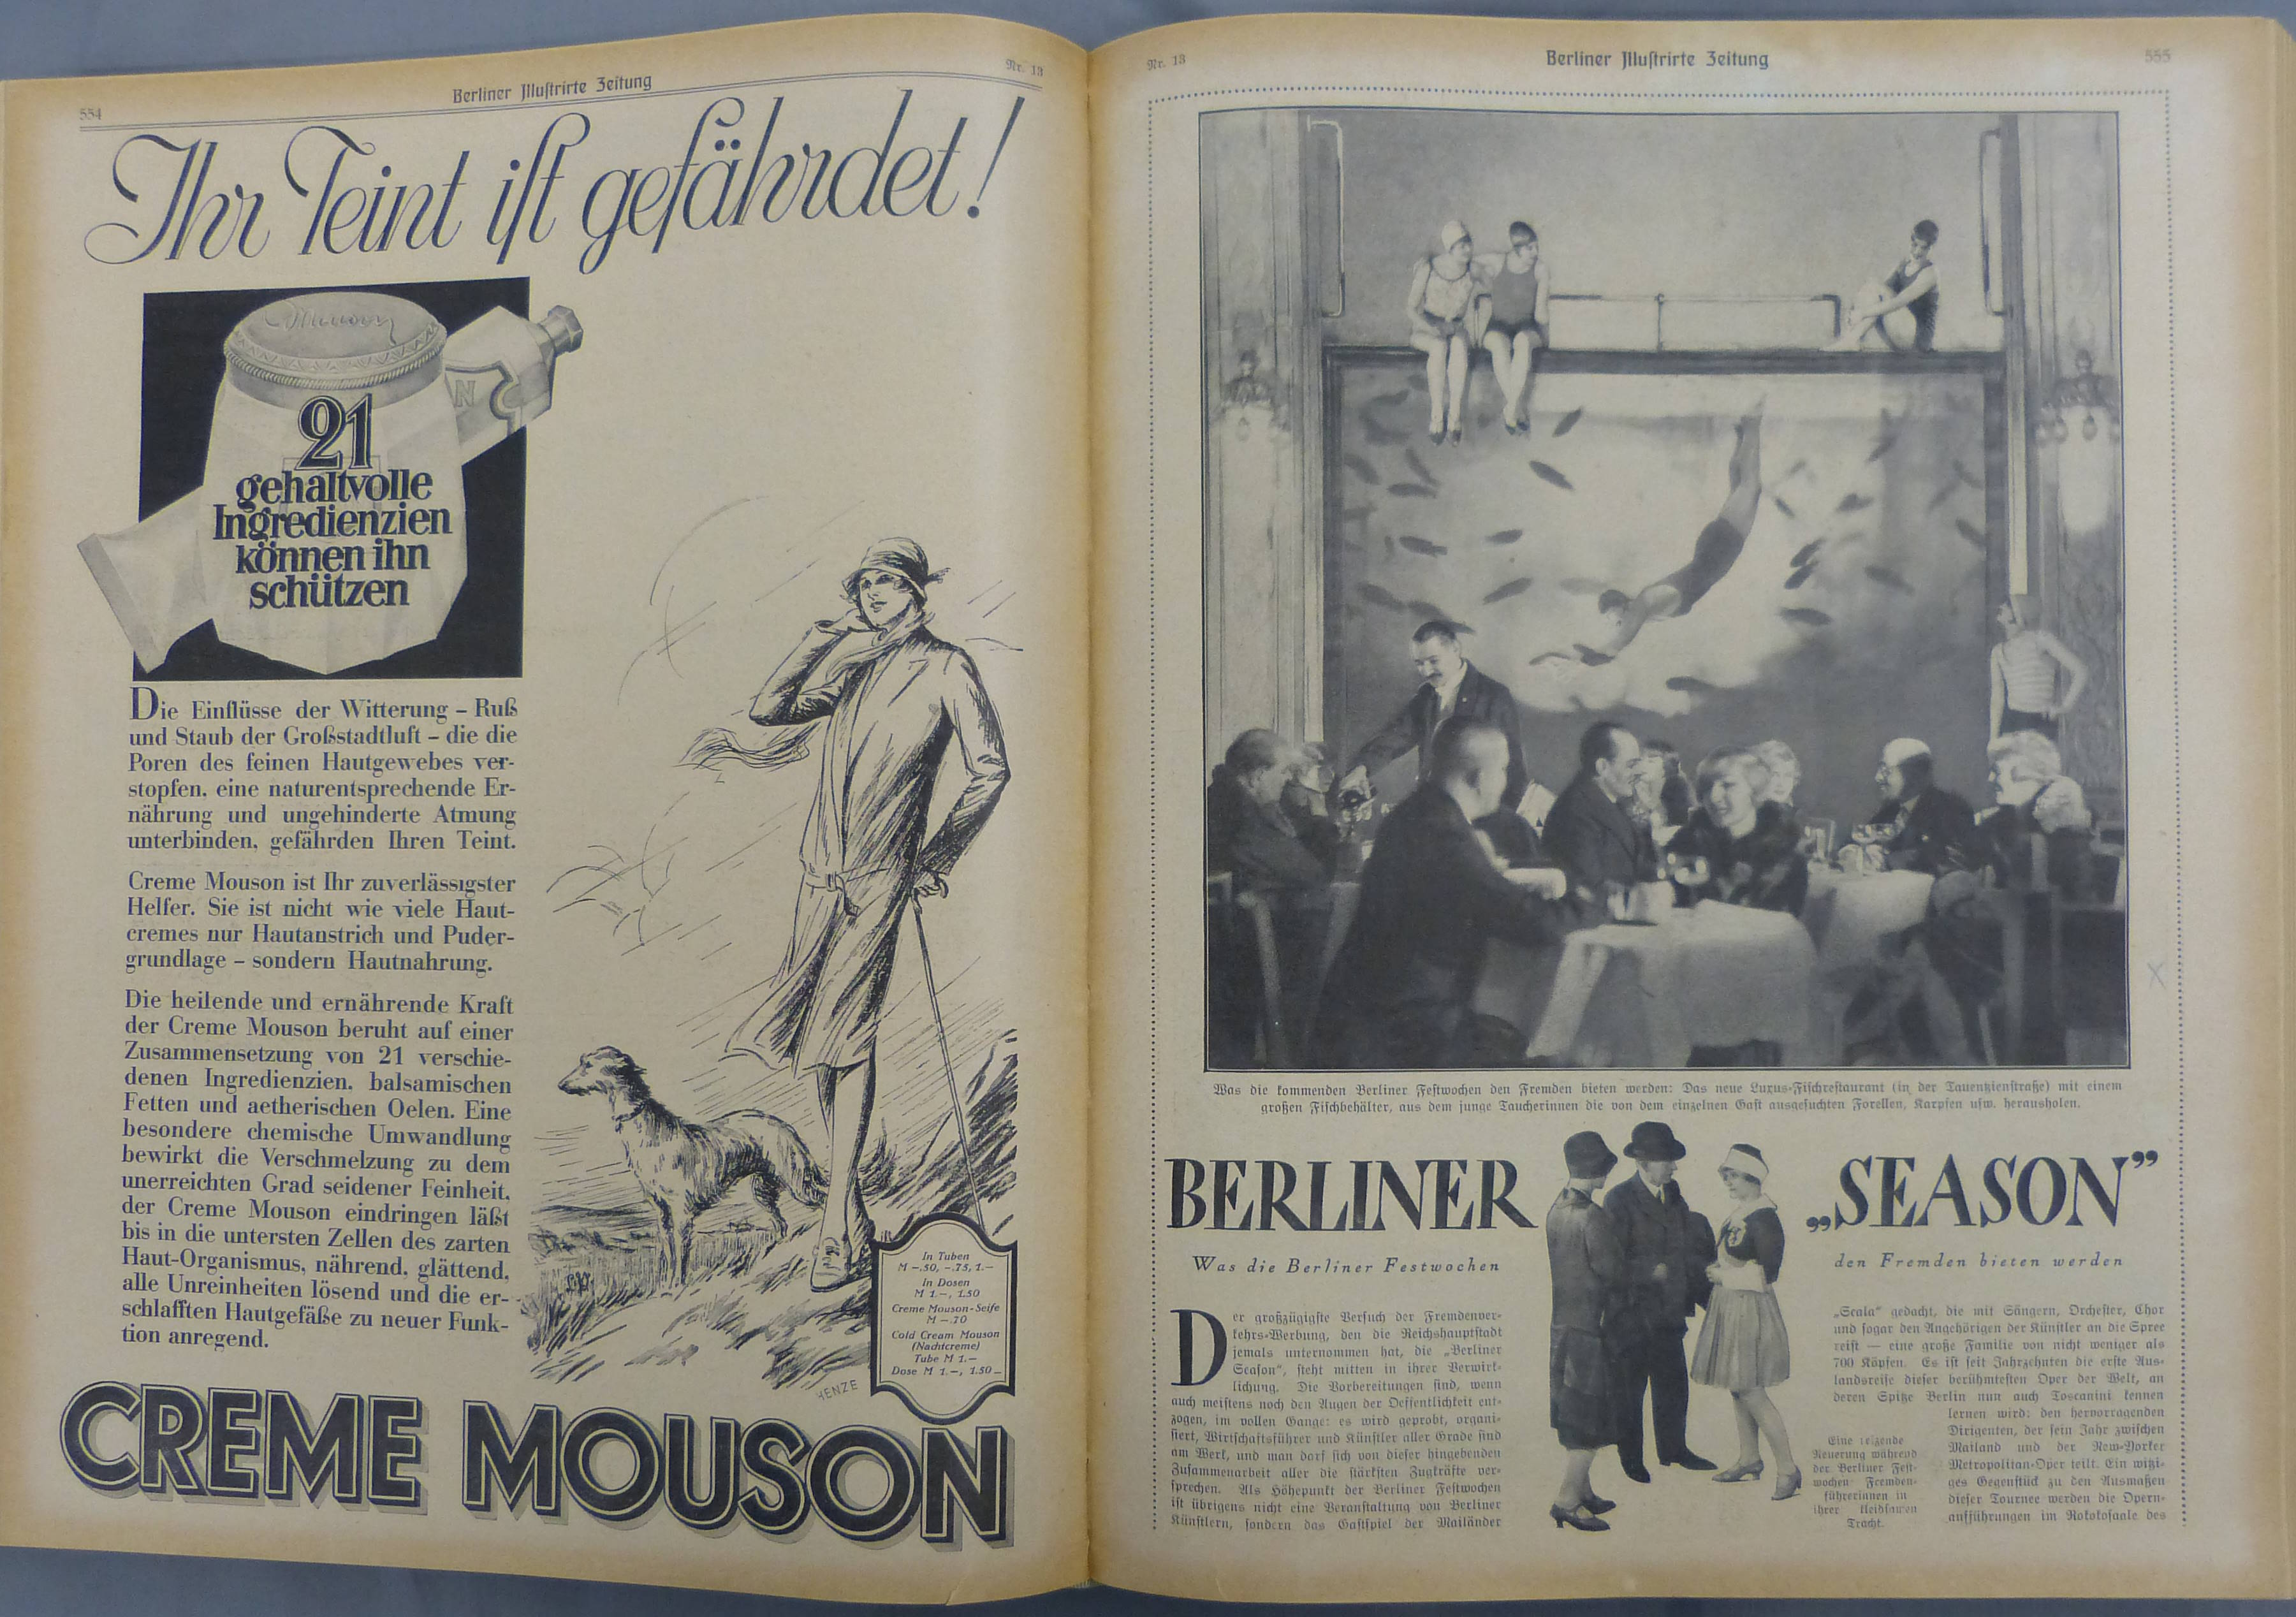 554
Berliner Illustrirte Zeitung
Nr. 13
Ihr Teint ist gefährdet!
Mouson
N
21
gehaltvolle
Ingredienzien
können ihn
schützen
Die Einflüsse der Witterung – Ruß
und Staub der Großstadtluft – die die
Poren des feinen Hautgewebes ver-
stopfen, eine naturentsprechende Er-
nährung und ungehinderte Atmung
unterbinden, gefährden Ihren Teint.
Creme Mouson ist Ihr zuverlässigster
Helfer. Sie ist nicht wie viele Haut-
cremes nur Hautanstrich und Puder-
grundlage – sondern Hautnahrung.
Die heilende und ernährende Kraft
der Creme Mouson beruht auf einer
Zusammensetzung von 21 verschie-
denen Ingredienzien, balsamischen
Fetten und aetherischen Oelen. Eine
besondere chemische Umwandlung
bewirkt die Verschmelzung zu dem
unerreichten Grad seidener Feinheit,
der Creme Mouson eindringen läßt
bis in die untersten Zellen des zarten
Haut-Organismus, nährend, glättend,
alle Unreinheiten lösend und die er-
schlafften Hautgefäße zu neuer Funk-
tion anregend.
In Tuben
M –.50, –.75, 1.–
In Dosen
M 1.–, 1.50
Creme Mouson-Seife
M –.70
Cold Cream Mouson
(Nachtcreme)
Tube M 1.–
Dose M 1.–, 1.50
HENZE
CREME MOUSON
Nr. 13
Berliner Illustrirte Zeitung
555
Was die kommenden Berliner Festwochen den Fremden bieten werden: Das neue Luxus-Fischrestaurant (in der Tauentzienstraße) mit einem
großen Fischbehälter, aus dem junge Taucherinnen die von dem einzelnen Gast ausgesuchten Forellen, Karpfen usw. herausholen.
BERLINER „SEASON”
Was die Berliner Festwochen den Fremden bieten werden
Der großzügigste Versuch der Fremdenver-
kehrs-Werbung, den die Reichshauptstadt
jemals unternommen hat, die „Berliner
Season“, steht mitten in ihrer Verwirk-
lichung. Die Vorbereitungen sind, wenn
auch meistens noch den Augen der Oeffentlichkeit ent-
zogen, im vollen Gange: es wird geprobt, organi-
siert, Wirtschaftsführer und Künstler aller Grade sind
am Werk, und man darf sich von dieser hingebenden
Zusammenarbeit aller die stärksten Zugkräfte ver-
sprechen. Als Höhepunkt der Berliner Festwochen
ist übrigens nicht eine Veranstaltung von Berliner
Künstlern, sondern das Gastspiel der Mailänder
„Scala“ gedacht, die mit Sängern, Orchester, Chor
und sogar den Angehörigen der Künstler an die Spree
reist — eine große Familie von nicht weniger als
700 Köpfen. Es ist seit Jahrzehnten die erste Aus-
landsreise dieser berühmtesten Oper der Welt, an
deren Spitze Berlin nun auch Toscanini kennen
lernen wird: den hervorragenden
Dirigenten, der sein Jahr zwischen
Mailand und der New-Yorker
Metropolitan-Oper teilt. Ein witzi-
ges Gegenstück zu den Ausmaßen
dieser Tournee werden die Opern-
aufführungen im Rokokosaale des
Eine reizende
Neuerung während
der Berliner Fest-
wochen: Fremden-
führerinnen in
ihrer kleidsamen
Tracht.